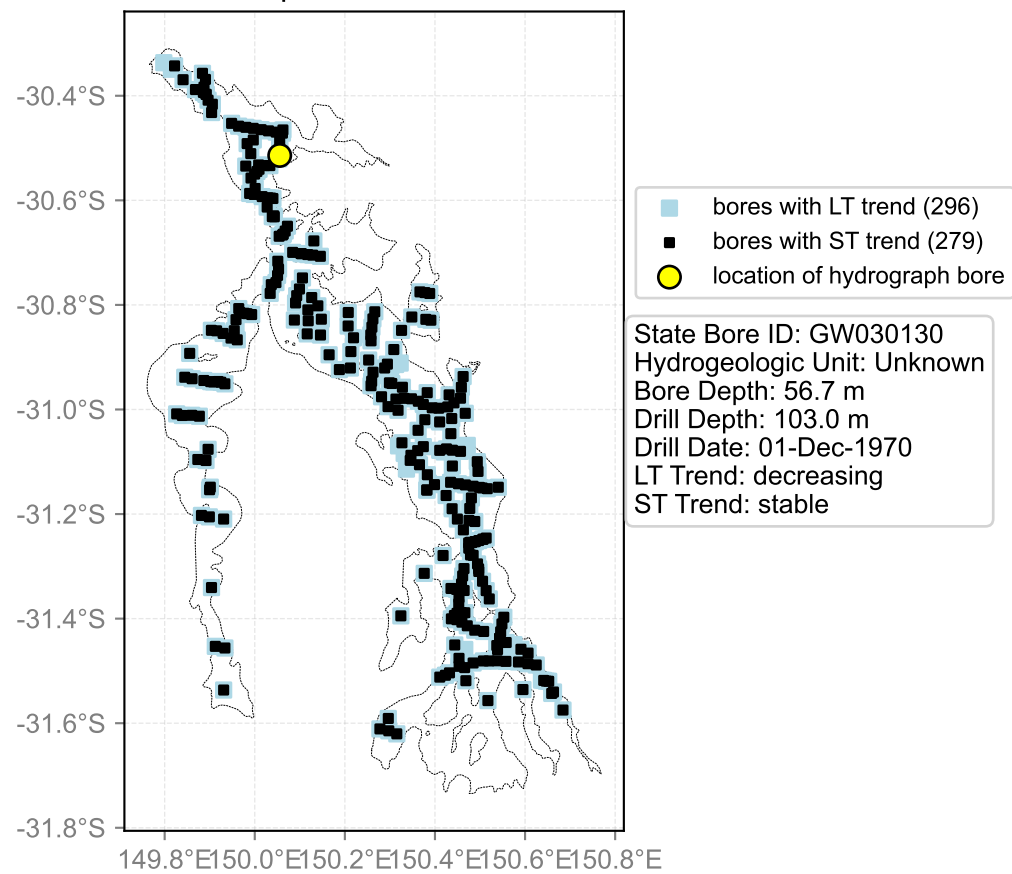 -30.4°S
-30.6°S
-30.8°S
-31.0°S
-31.2°S
-31.4°S
-31.6°S
-31.8°S
149.8°E150.0°E150.2°E150.4°E150.6°E150.8°E
bores with LT trend (296)
bores with ST trend (279)
location of hydrograph bore
State Bore ID: GW030130
Hydrogeologic Unit: Unknown
Bore Depth: 56.7 m
Drill Depth: 103.0 m
Drill Date: 01-Dec-1970
LT Trend: decreasing
ST Trend: stable